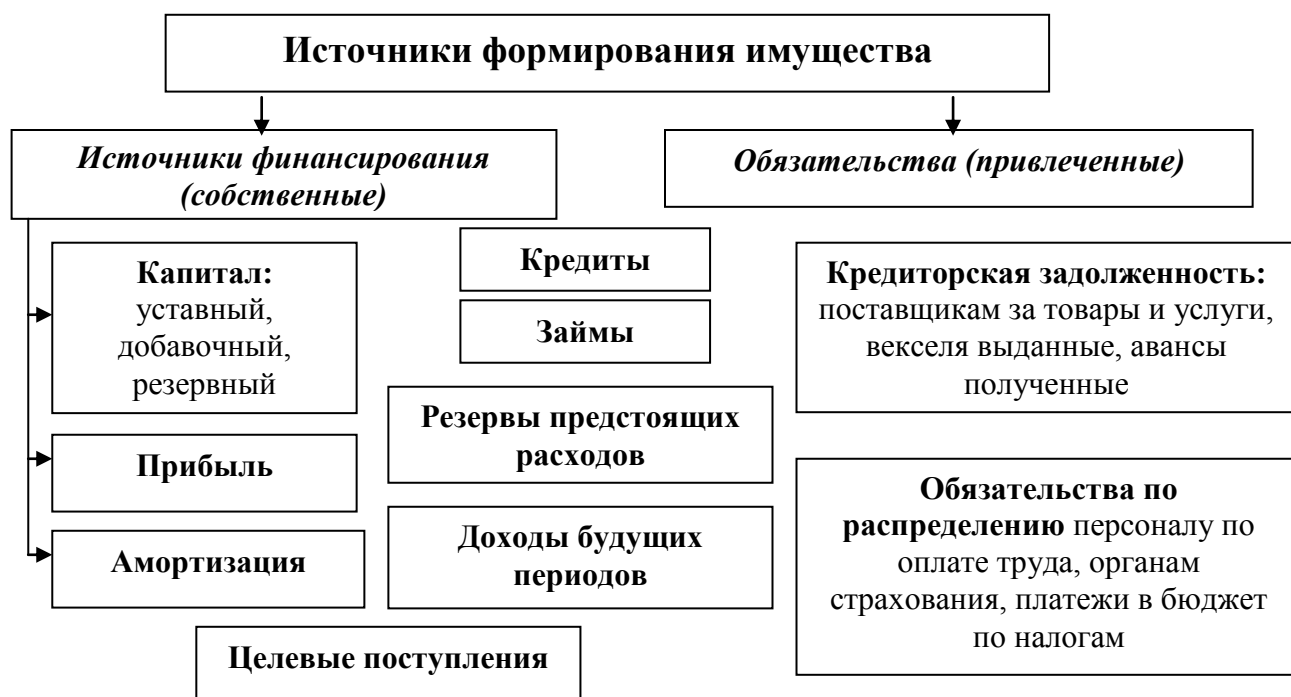 Источники формирования имущества
Источники финансирования
(собственные)
Обязательства (привлеченные)
Капитал:
уставный,
добавочный,
резервный
Прибыль
Амортизация
Кредиты
Займы
Резервы предстоящих
расходов
Доходы будущих
периодов
Целевые поступления
Кредиторская задолженность:
поставщикам за товары и услуги,
векселя выданные, авансы
полученные
Обязательства по
распределению персоналу по
оплате труда, органам
страхования, платежи в бюджет
по налогам